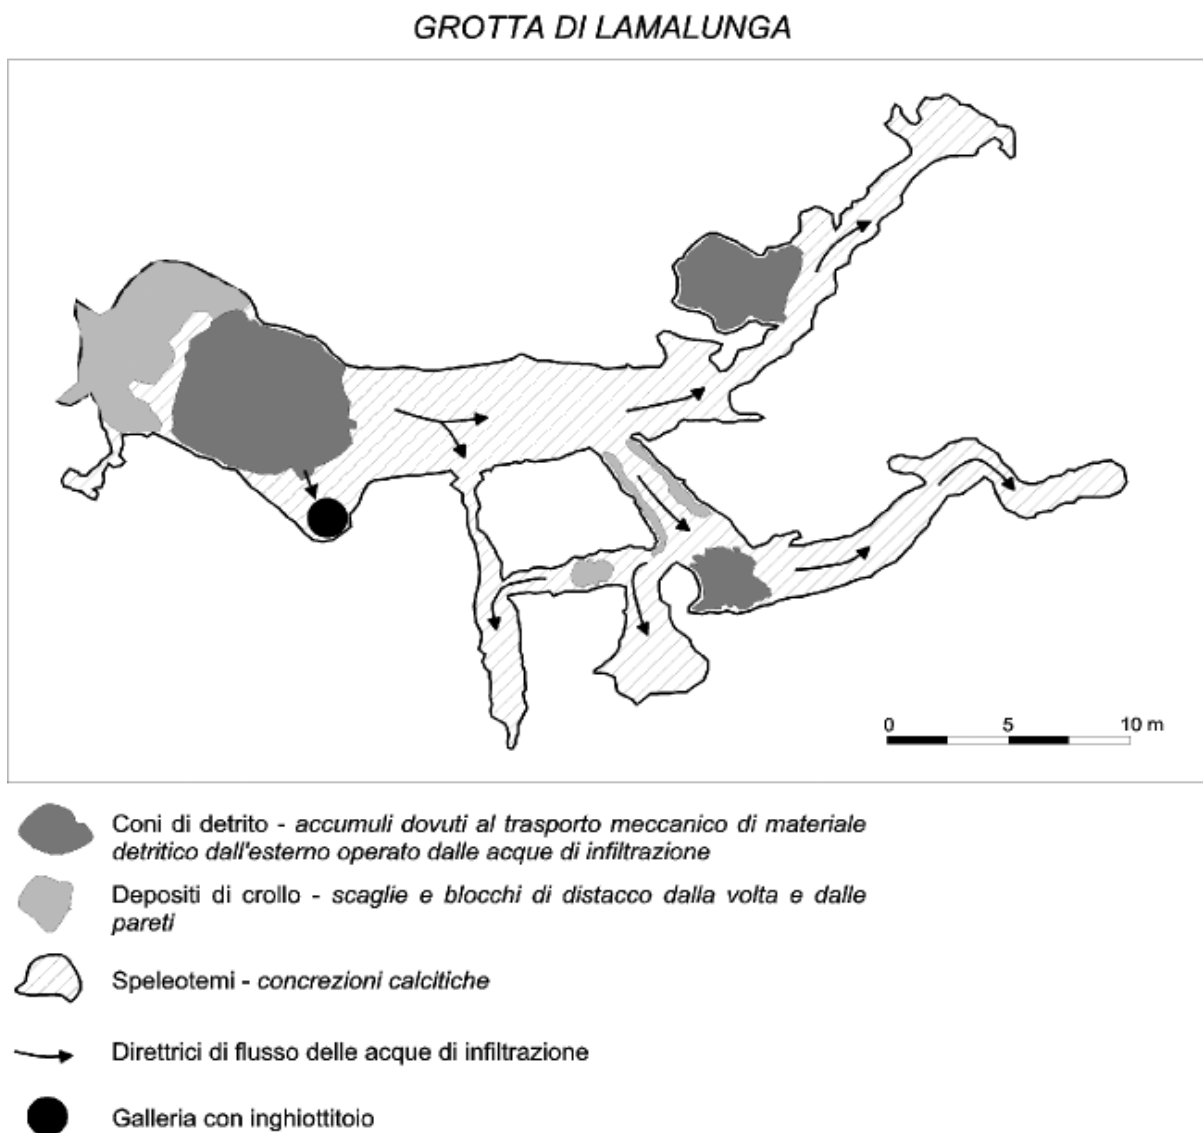 GROTTA DI LAMALUNGA
0 5 10 m
Coni di detrito - accumuli dovuti al trasporto meccanico di materiale
detritico dall'esterno operato dalle acque di infiltrazione
Depositi di crollo - scaglie e blocchi di distacco dalla volta e dalle
pareti
Speleotemi - concrezioni calcitiche
Direttrici di flusso delle acque di infiltrazione
Galleria con inghiottitoio